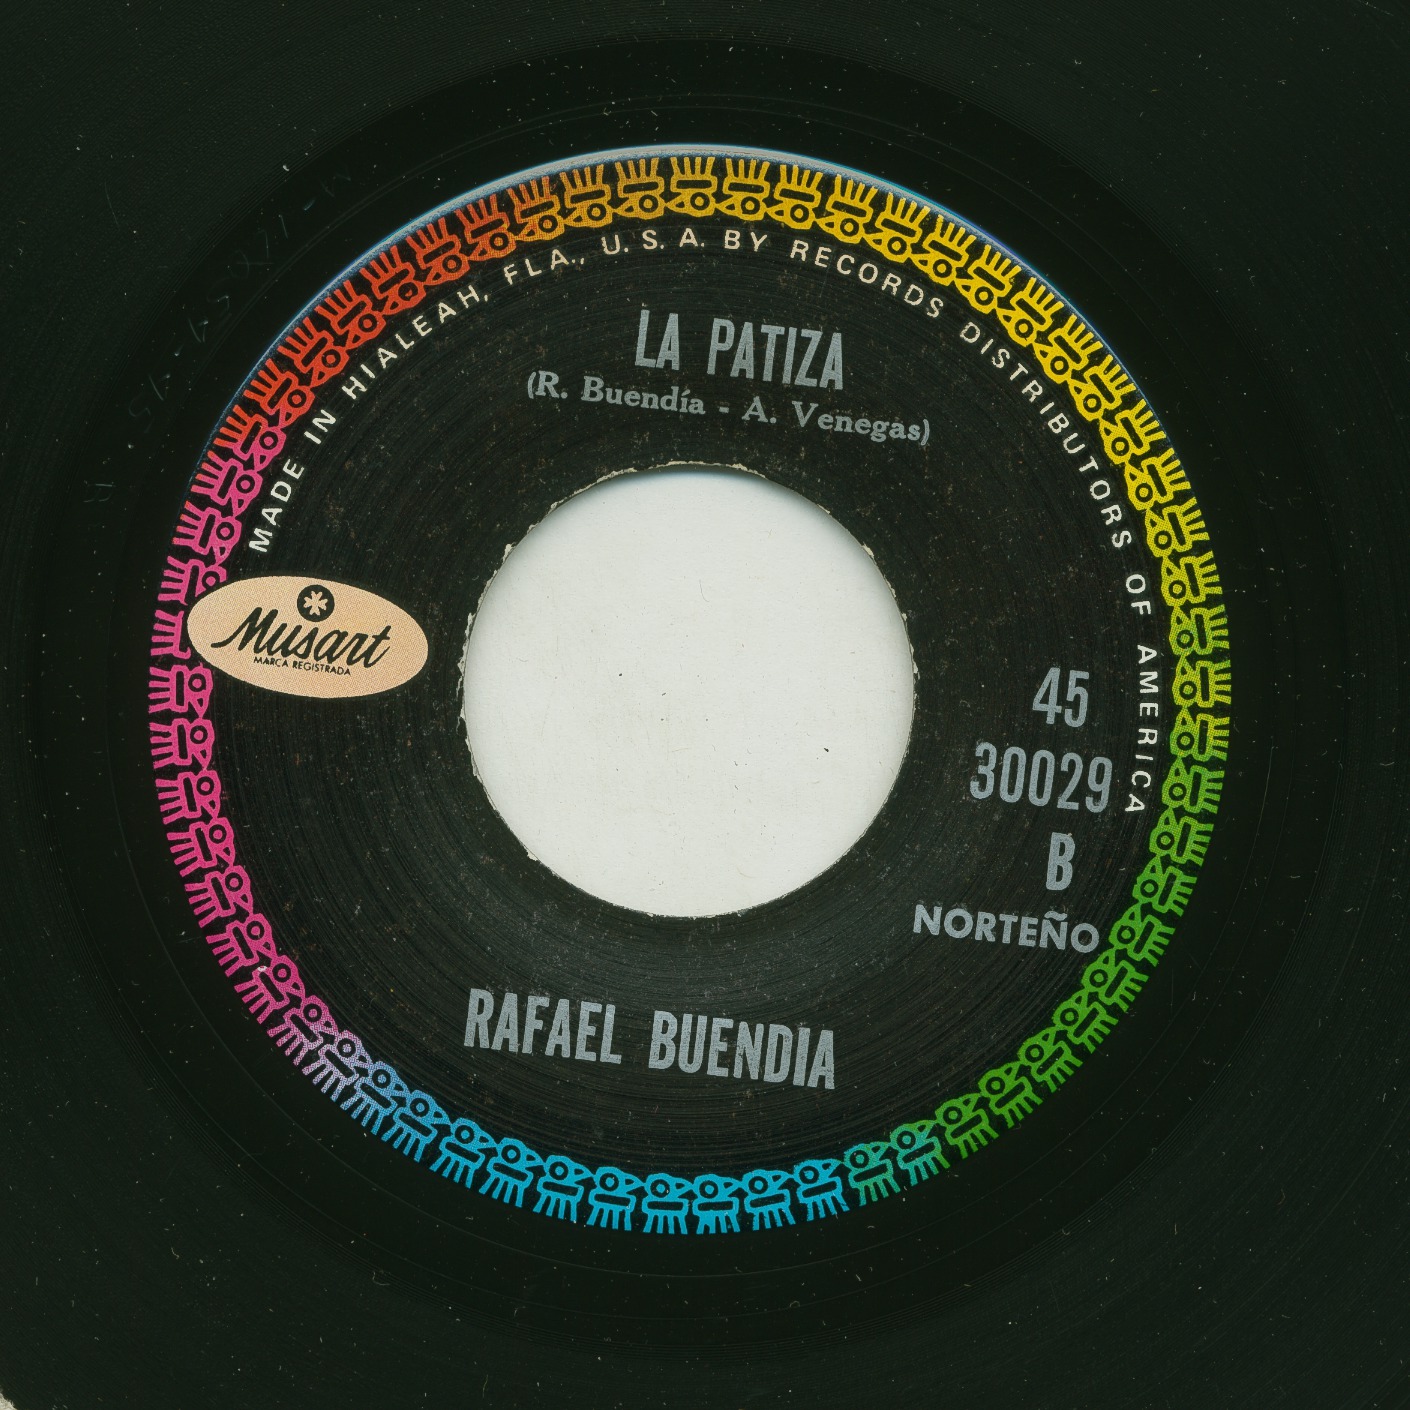 MADE IN HIALEAH, FLA., U. S. A. BY RECORDS DISTRIBUTORS OF AMERICA
LA PATIZA
(R. Buendía - A. Venegas)
Musart
MARCA REGISTRADA
45
30029
B
NORTEÑO
RAFAEL BUENDIA